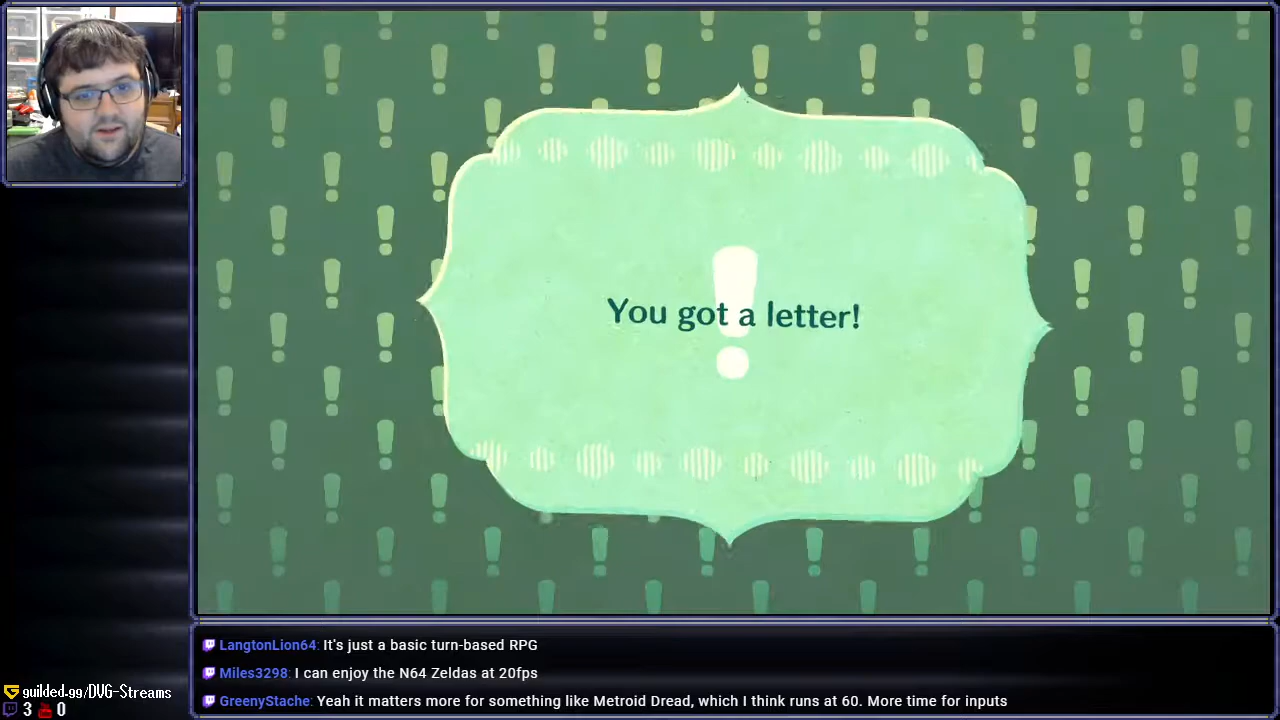 You got a letter!
LangtonLion64: It's just a basic turn-based RPG
Miles3298: I can enjoy the N64 Zeldas at 20fps
GreenyStache: Yeah it matters more for something like Metroid Dread, which I think runs at 60. More time for inputs
guilded.gg/DVG-Streams
3 0